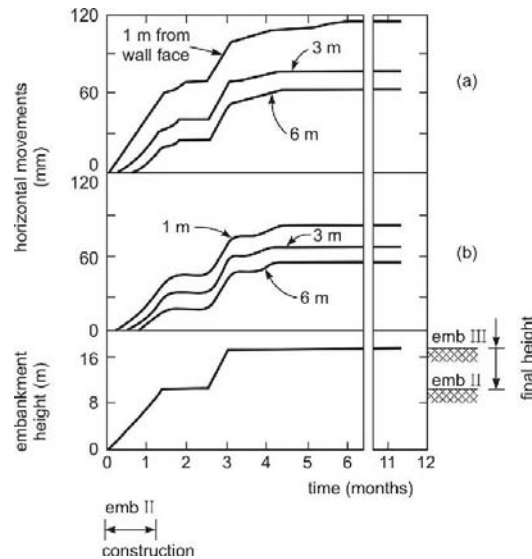 120
1 m from
wall face
3 m
60
(a)
6 m
0
120
horizontal movements
(mm)
1 m
3 m
60
(b)
6 m
0
emb III
16
emb II
8
final height
embankment
height (m)
0
0 1 2 3 4 5 6 11 12
time (months)
emb II
construction